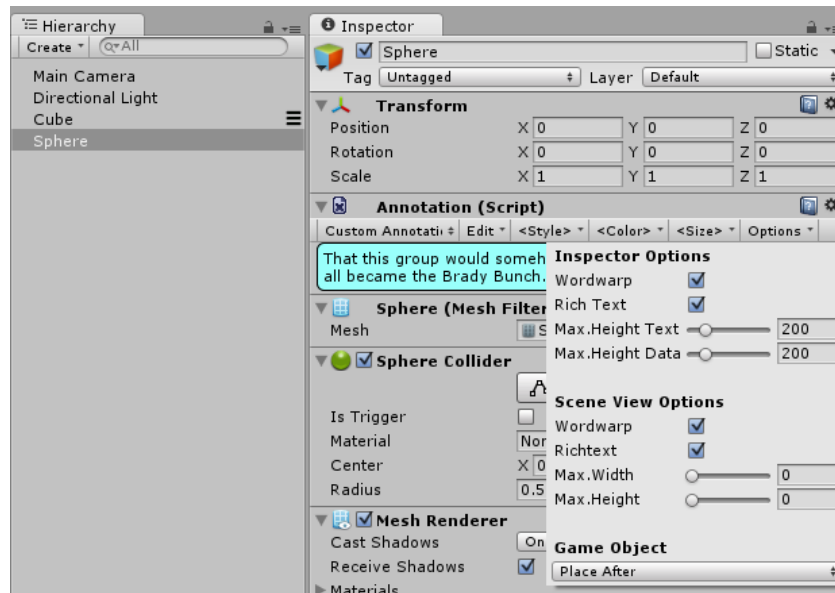 Hierarchy
Create
All
Main Camera
Directional Light
Cube
Sphere
Inspector
Sphere
Static
Tag Untagged Layer Default
Transform
Position X 0 Y 0 Z 0
Rotation X 0 Y 0 Z 0
Scale X 1 Y 1 Z 1
Annotation (Script)
Edit <Style> <Color> <Size> Options
Custom
That this group would
all became the Brady Bunch.
Inspector Options
Wordwarp
Rich Text
Max.Height Text 200
Max.Height Data 200
Scene View Options
Wordwarp
Richtext
Max.Width 0
Max.Height 0
Game Object
Place After
Sphere (Mesh Filter
Mesh
Sphere Collider
Is Trigger
Material
Center X 0
Radius 0.5
Mesh Renderer
Cast Shadows On
Receive Shadows
Materials